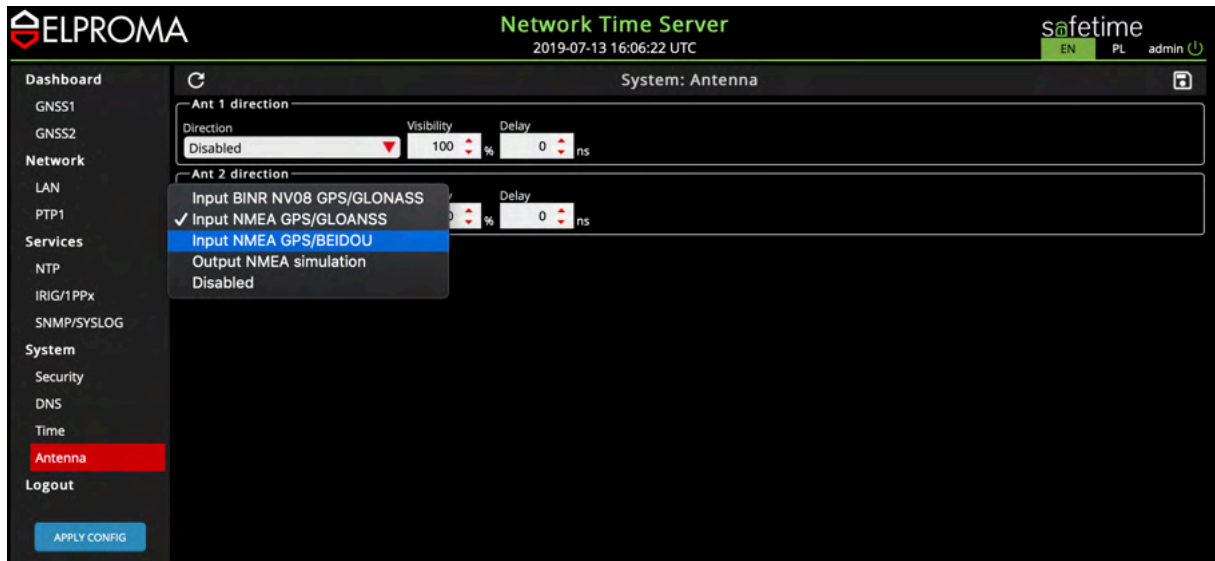 ELPROMA
Network Time Server
2019-07-13 16:06:22 UTC
safetime
EN PL admin
Dashboard
GNSS1
GNSS2
Network
LAN
PTP1
Services
NTP
IRIG/1PPx
SNMP/SYSLOG
System
Security
DNS
Time
Antenna
Logout
APPLY CONFIG
System: Antenna
Ant 1 direction
Direction Visibility Delay
Disabled 100 % 0 ns
Ant 2 direction
Delay
% 0 ns
Input BINR NV08 GPS/GLONASS
✓ Input NMEA GPS/GLOANSS
Input NMEA GPS/BEIDOU
Output NMEA simulation
Disabled